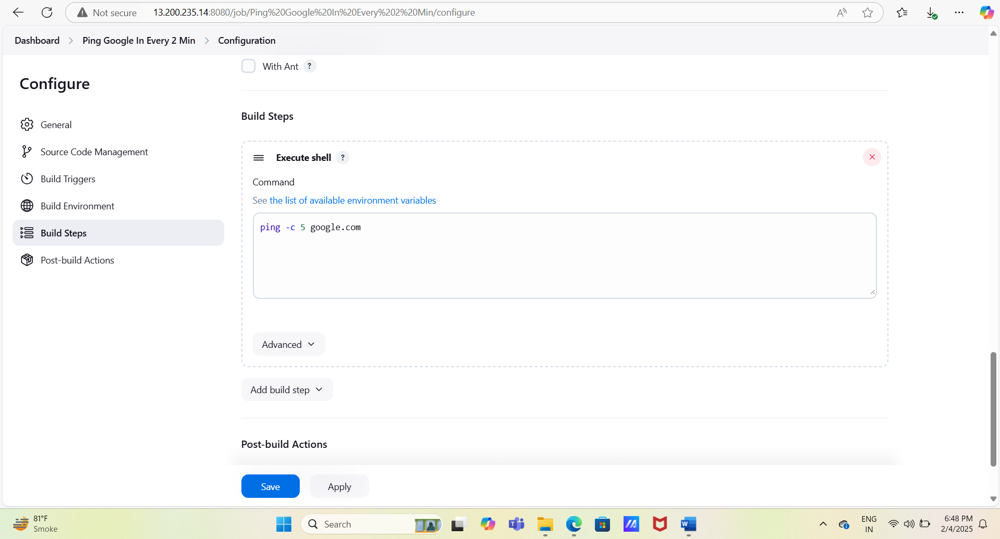 Not secure 13.200.235.14:8080/job/Ping%20Google%20In%20Every%202%20Min/configure
Dashboard > Ping Google In Every 2 Min > Configuration
Configure
General
Source Code Management
Build Triggers
Build Environment
Build Steps
Post-build Actions
With Ant ?
Build Steps
Execute shell ?
Command
See the list of available environment variables
ping -c 5 google.com
Advanced
Add build step
Post-build Actions
Save Apply
81°F
Smoke
Search
ENG
IN
6:48 PM
2/4/2025